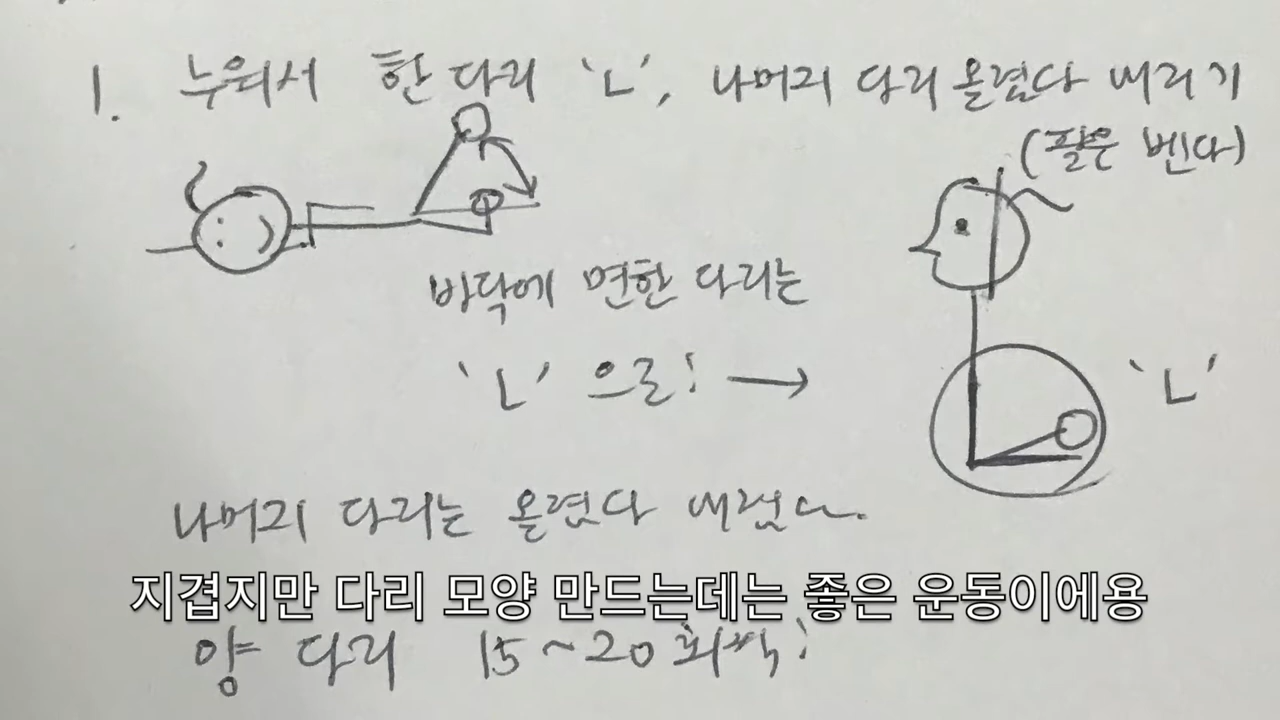 1. 누워서 한 다리 'L', 나머지 다리 올렸다 내리기
(팔은 벤다)
바닥에 면한 다리는
'L' 으로! →
'L'
나머지 다리는 올렸다 내렸다.
지겹지만 다리 모양 만드는데는 좋은 운동이에용
양 다리 15~20회씩!